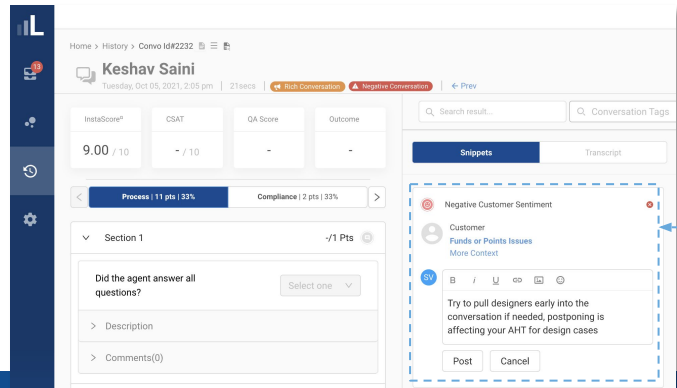 13
Home > History > Convo Id#2232
Keshav Saini
Tuesday, Oct 05, 2021, 2:05 pm | 21secs | Rich Conversation Negative Conversation | ← Prev
InstaScore
CSAT
QA Score
Outcome
9.00 / 10
- / 10
-
-
Search result...
Conversation Tags
Snippets
Transcript
< Process | 11 pts | 33%
Compliance | 2 pts | 33% >
Section 1
-/1 Pts
Did the agent answer all
questions?
Select one
> Description
> Comments(0)
Negative Customer Sentiment
Customer
Funds or Points Issues
More Context
SV
B i U
Try to pull designers early into the
conversation if needed, postponing is
affecting your AHT for design cases
Post
Cancel